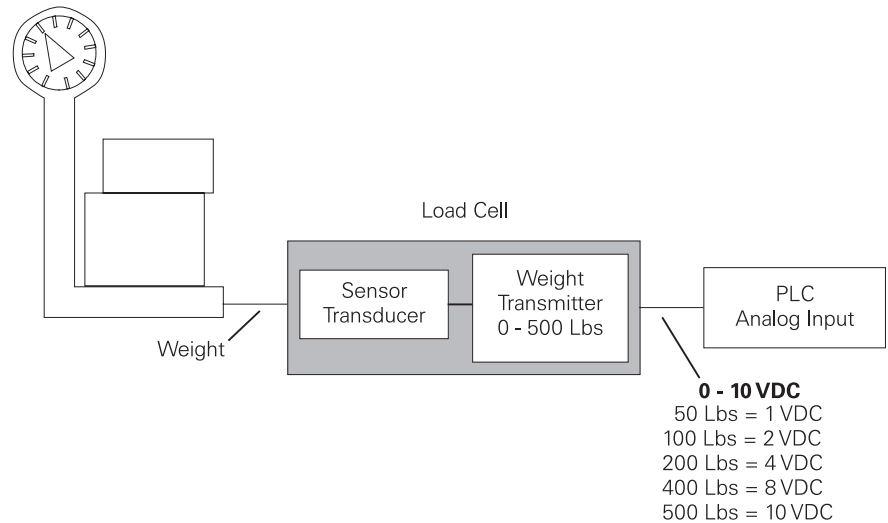 Load Cell
Sensor
Transducer
Weight
Transmitter
0 - 500 Lbs
PLC
Analog Input
Weight
0 - 10 VDC
50 Lbs = 1 VDC
100 Lbs = 2 VDC
200 Lbs = 4 VDC
400 Lbs = 8 VDC
500 Lbs = 10 VDC